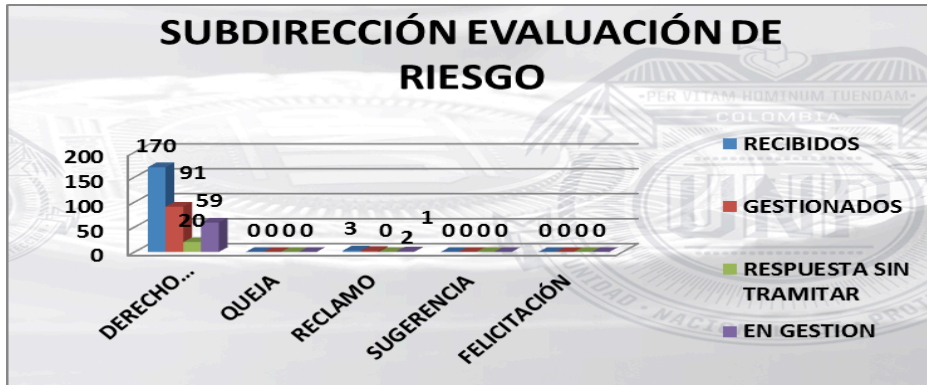 SUBDIRECCIÓN EVALUACIÓN DE
RIESGO
-PER VITAM HOMINUM TUENDAM-
COLOMBIA
UNP
200
150
100
50
0
170
91
20
59
0 0 0 0
3
0
2
1
0 0 0 0
0 0 0 0
DERECHO...
QUEJA
RECLAMO
SUGERENCIA
FELICITACIÓN
RECIBIDOS
GESTIONADOS
RESPUESTA SIN
TRAMITAR
EN GESTION